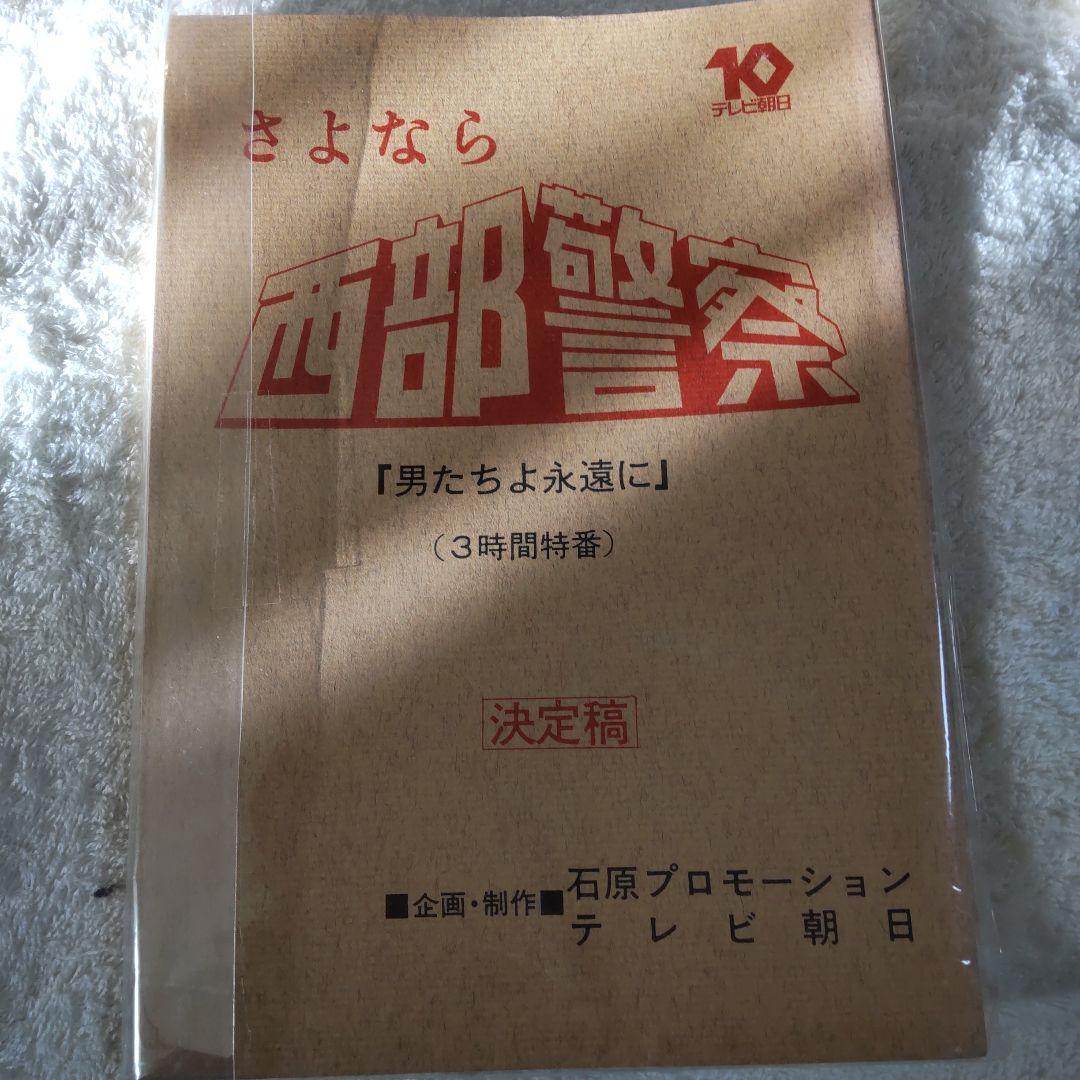 10
テレビ朝日
さよなら
西部警察
『男たちよ永遠に』
（3時間特番）
決定稿
■企画・制作■石原プロモーション
テレビ朝日